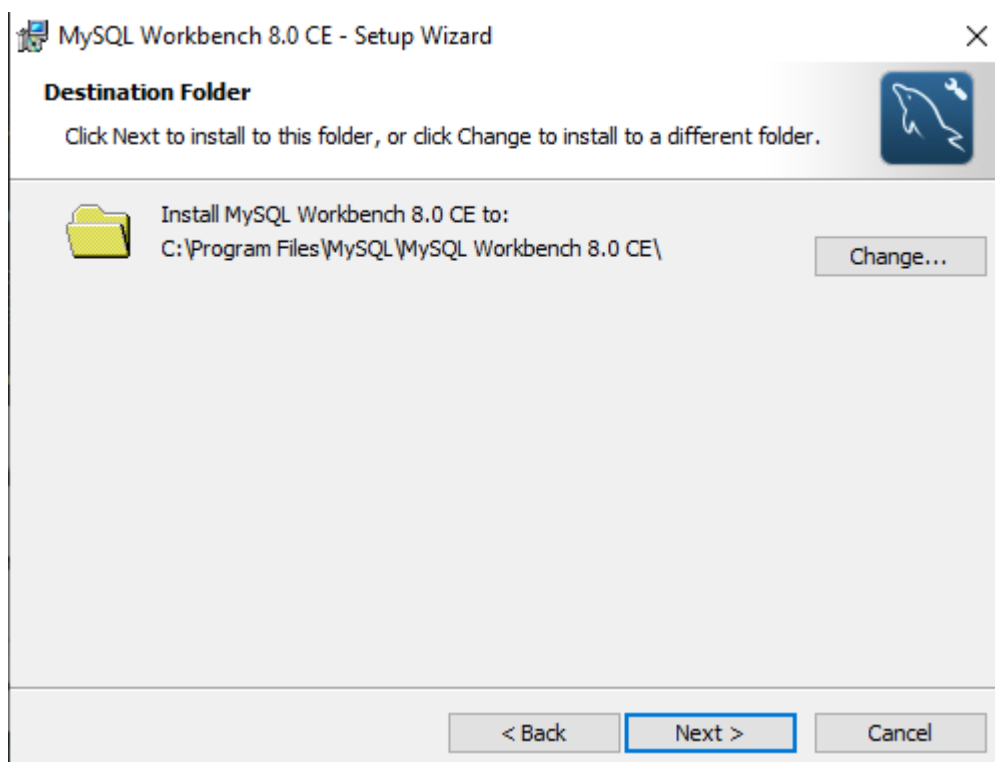 MySQL Workbench 8.0 CE - Setup Wizard
Destination Folder
Click Next to install to this folder, or click Change to install to a different folder.
Install MySQL Workbench 8.0 CE to:
C:\Program Files\MySQL\MySQL Workbench 8.0 CE\
Change...
< Back
Next >
Cancel